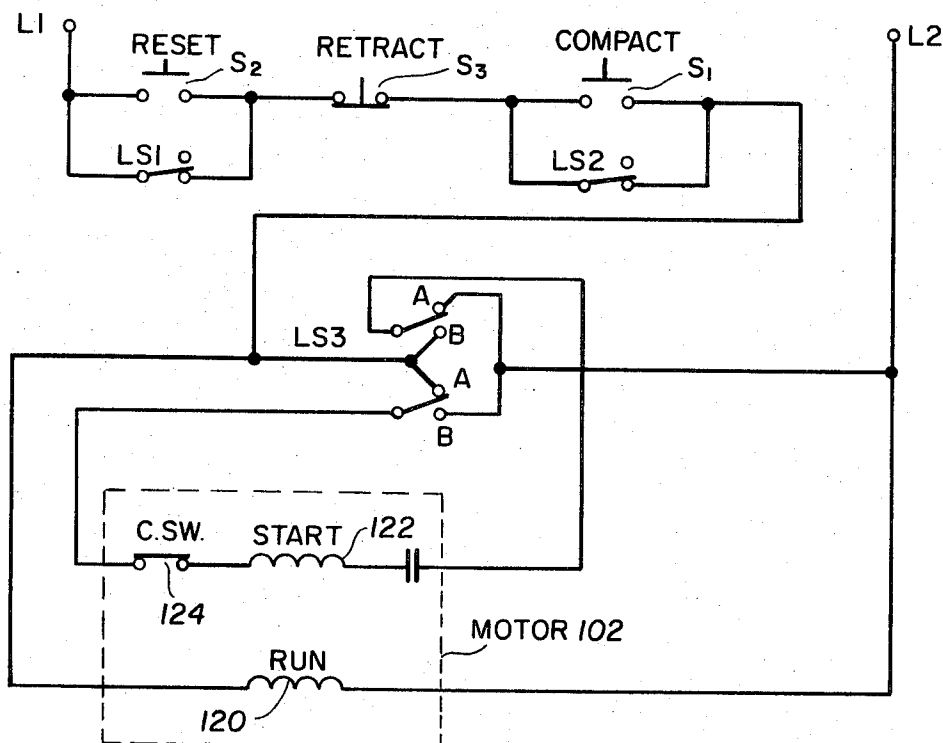 L1
L2
RESET
S2
RETRACT
S3
COMPACT
S1
LS1
LS2
A
B
LS3
A
B
C.SW.
START
122
124
MOTOR 102
RUN
120